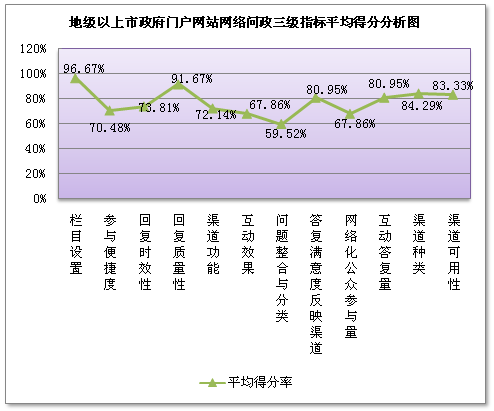 地级以上市政府门户网站网络问政三级指标平均得分分析图
120%
100%
80%
60%
40%
20%
0%
96.67%
70.48%
73.81%
91.67%
72.14%
67.86%
59.52%
80.95%
67.86%
80.95%
84.29%
83.33%
栏目设置
参与便捷度
回复时效性
回复质量性
渠道功能
互动效果
问题整合与分类
答复满意度反映渠道
网络化公众参与量
互动答复量
渠道种类
渠道可用性
平均得分率